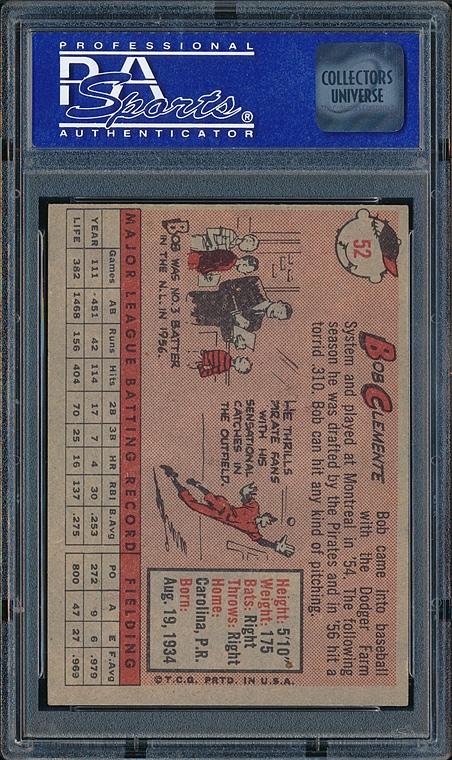 PROFESSIONAL
PSA
Sports®
AUTHENTICATOR
COLLECTORS
UNIVERSE
52
BOB CLEMENTE
Bob came into baseball
with the Dodger Farm
System and played at Montreal in '54. The following
season he was drafted by the Pirates and in '56 hit a
torrid .310. Bob can hit any kind of pitching.
BOB WAS NO. 3 BATTER
IN THE N.L. IN 1956.
HE THRILLS
PIRATE FANS
WITH HIS
SENSATIONAL
CATCHES IN
THE OUTFIELD.
Height: 5'10"
Weight: 175
Bats: Right
Throws: Right
Home:
Carolina, P.R.
Born:
Aug. 19, 1934
©T.C.G. PRTD. IN U.S.A.
MAJOR LEAGUE BATTING RECORD FIELDING
Games AB Runs Hits 2B 3B HR RBI B.Avg PO A E F.Avg
YEAR 111 451 42 114 17 7 4 30 .253 272 9 6 .979
LIFE 382 1468 156 404 70 25 16 137 .275 800 47 27 .969